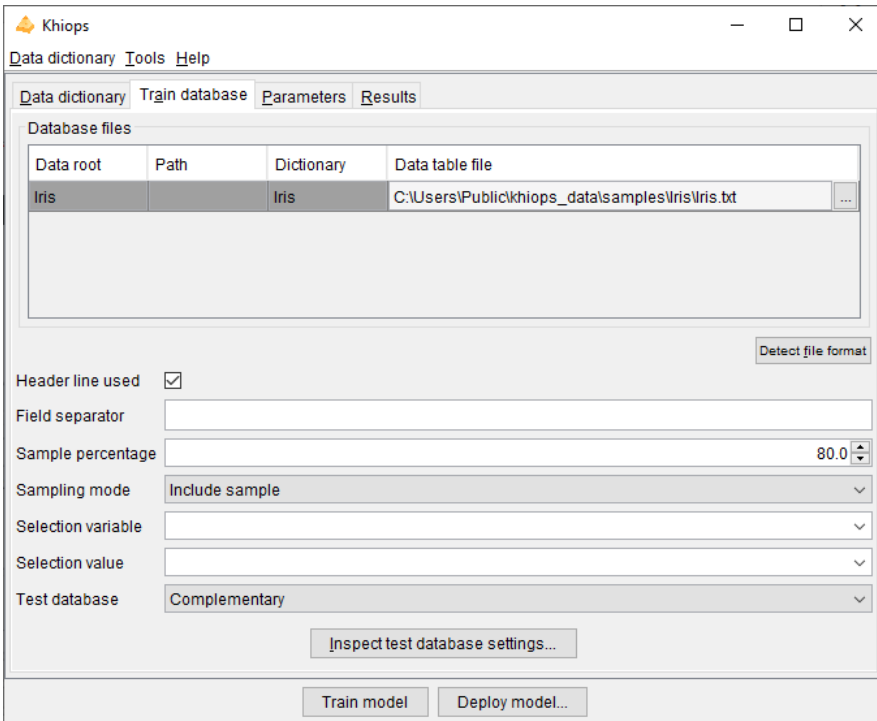 Khiops
Data dictionary Tools Help
Data dictionary Train database Parameters Results
Database files
Data root Path Dictionary Data table file
Iris Iris C:\Users\Public\khiops_data\samples\Iris\Iris.txt ...
Detect file format
Header line used
Field separator
Sample percentage 80.0
Sampling mode Include sample
Selection variable
Selection value
Test database Complementary
Inspect test database settings...
Train model Deploy model...